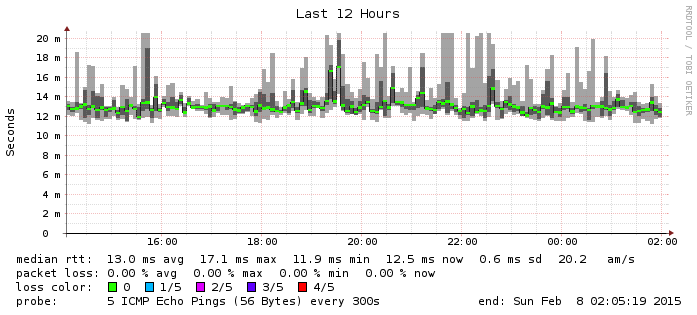 Last 12 Hours
RRDTOOL / TOBI OETIKER
Seconds
20 m
18 m
16 m
14 m
12 m
10 m
8 m
6 m
4 m
2 m
0
16:00 18:00 20:00 22:00 00:00 02:00
median rtt: 13.0 ms avg 17.1 ms max 11.9 ms min 12.5 ms now 0.6 ms sd 20.2 am/s
packet loss: 0.00 % avg 0.00 % max 0.00 % min 0.00 % now
loss color: 0 1/5 2/5 3/5 4/5
probe: 5 ICMP Echo Pings (56 Bytes) every 300s end: Sun Feb 8 02:05:19 2015